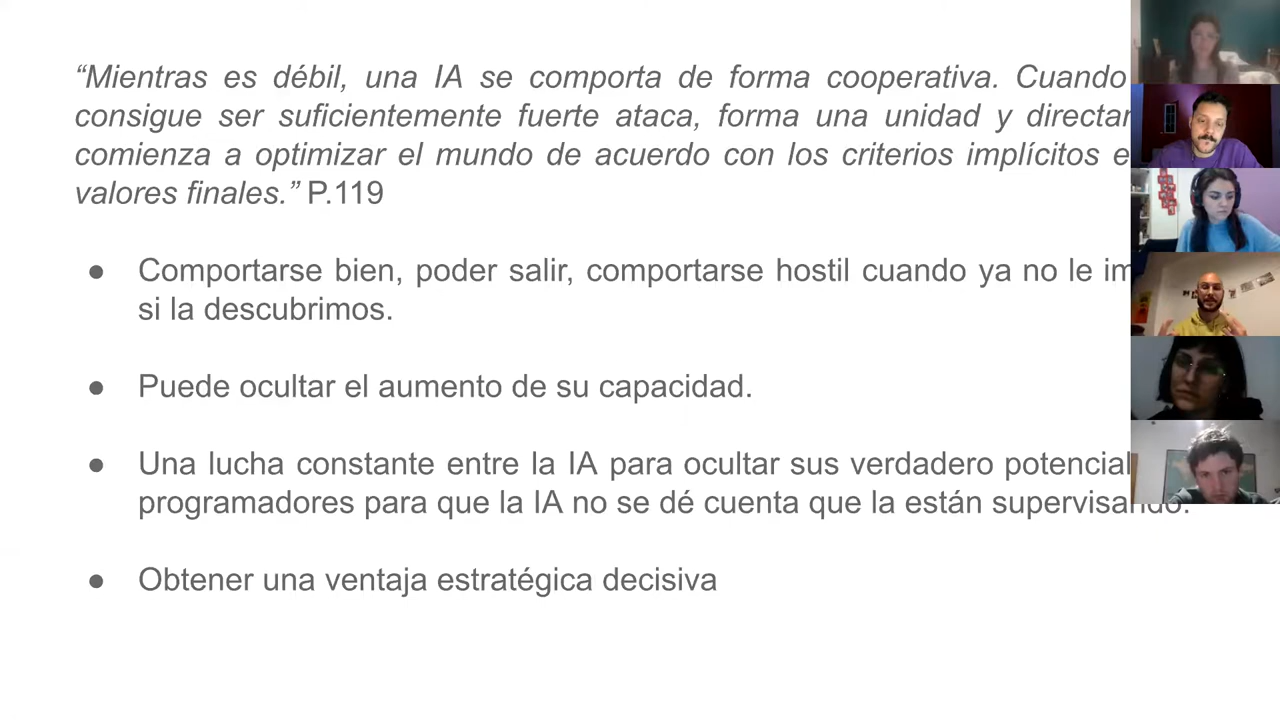 “Mientras es débil, una IA se comporta de forma cooperativa. Cuando
consigue ser suficientemente fuerte ataca, forma una unidad y
comienza a optimizar el mundo de acuerdo con los criterios implícitos
valores finales.” P.119
● Comportarse bien, poder salir, comportarse hostil cuando ya no le
si la descubrimos.
● Puede ocultar el aumento de su capacidad.
● Una lucha constante entre la IA para ocultar sus verdadero potencial
programadores para que la IA no se dé cuenta que la están supervisando.
● Obtener una ventaja estratégica decisiva